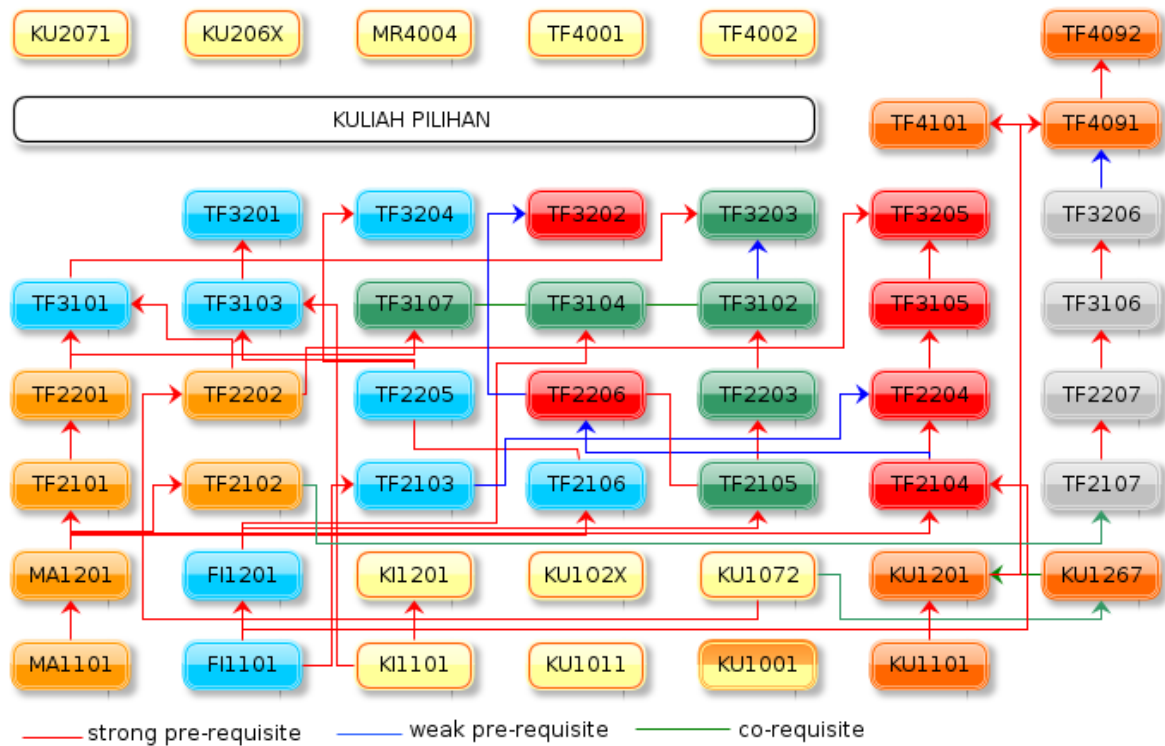 KU2071 KU206X MR4004 TF4001 TF4002 TF4092
KULIAH PILIHAN TF4101 TF4091
TF3201 TF3204 TF3202 TF3203 TF3205 TF3206
TF3101 TF3103 TF3107 TF3104 TF3102 TF3105 TF3106
TF2201 TF2202 TF2205 TF2206 TF2203 TF2204 TF2207
TF2101 TF2102 TF2103 TF2106 TF2105 TF2104 TF2107
MA1201 FI1201 KI1201 KU1O2X KU1072 KU1201 KU1267
MA1101 FI1101 KI1101 KU1011 KU1001 KU1101
strong pre-requisite weak pre-requisite co-requisite